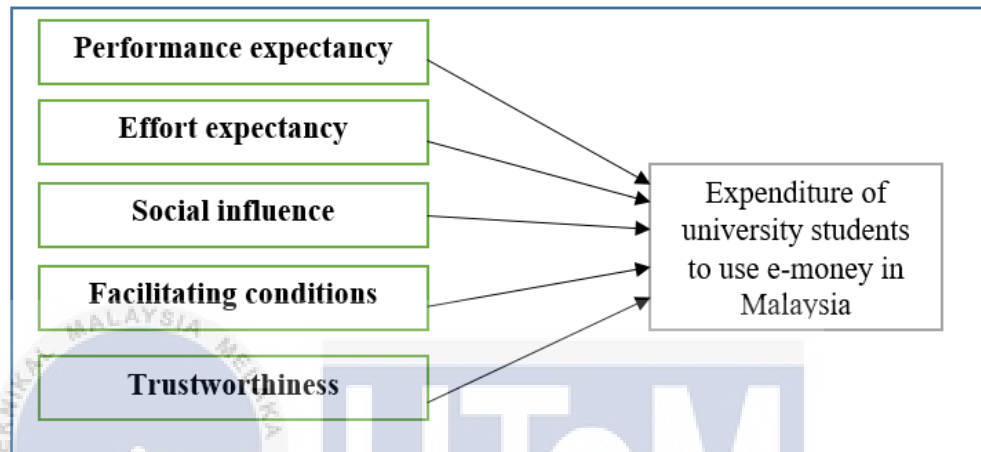 Performance expectancy
Effort expectancy
Social influence
Facilitating conditions
Trustworthiness
Expenditure of
university students
to use e-money in
Malaysia
MALAYSIA
UTeM